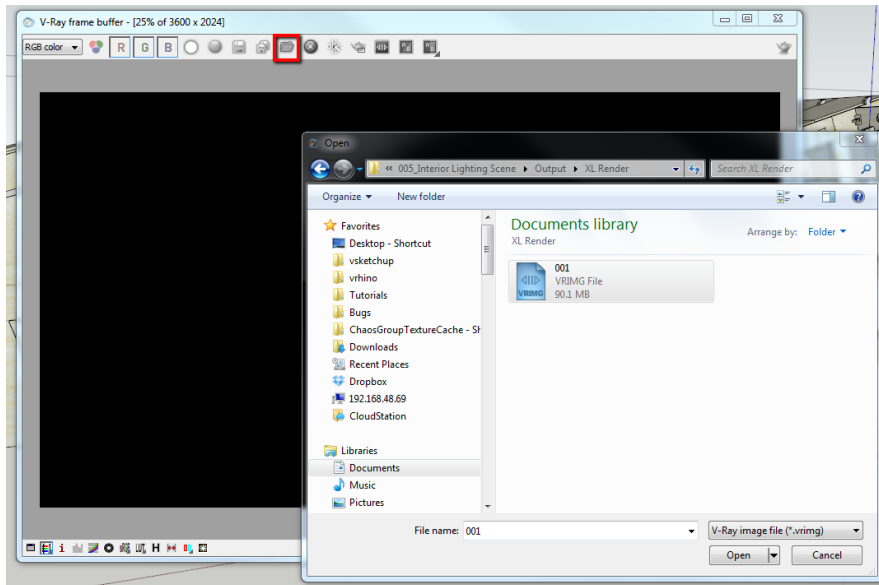 V-Ray frame buffer - [25% of 3600 x 2024]
RGB color R G B
Open
« 005_Interior Lighting Scene Output XL Render Search XL Render
Organize New folder
Favorites
Desktop - Shortcut
vsketchup
vrhino
Tutorials
Bugs
ChaosGroupTextureCache - Sh
Downloads
Recent Places
Dropbox
192.168.48.69
CloudStation
Libraries
Documents
Music
Pictures
Documents library
XL Render
Arrange by: Folder
001
VRIMG File
90.1 MB
VRIMG
File name: 001 V-Ray image file (*.vrimg)
Open Cancel